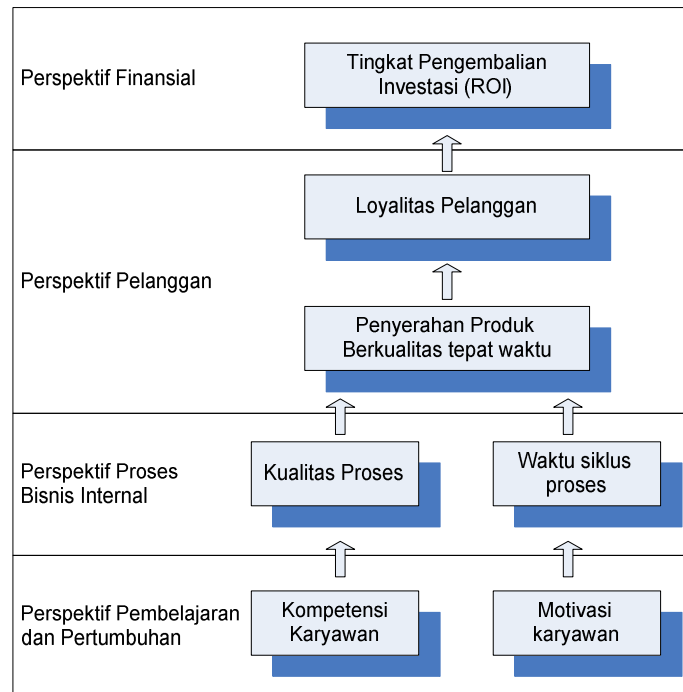 Perspektif Finansial
Tingkat Pengembalian
Investasi (ROI)
Perspektif Pelanggan
Loyalitas Pelanggan
Penyerahan Produk
Berkualitas tepat waktu
Perspektif Proses
Bisnis Internal
Kualitas Proses
Waktu siklus
proses
Perspektif Pembelajaran
dan Pertumbuhan
Kompetensi
Karyawan
Motivasi
karyawan